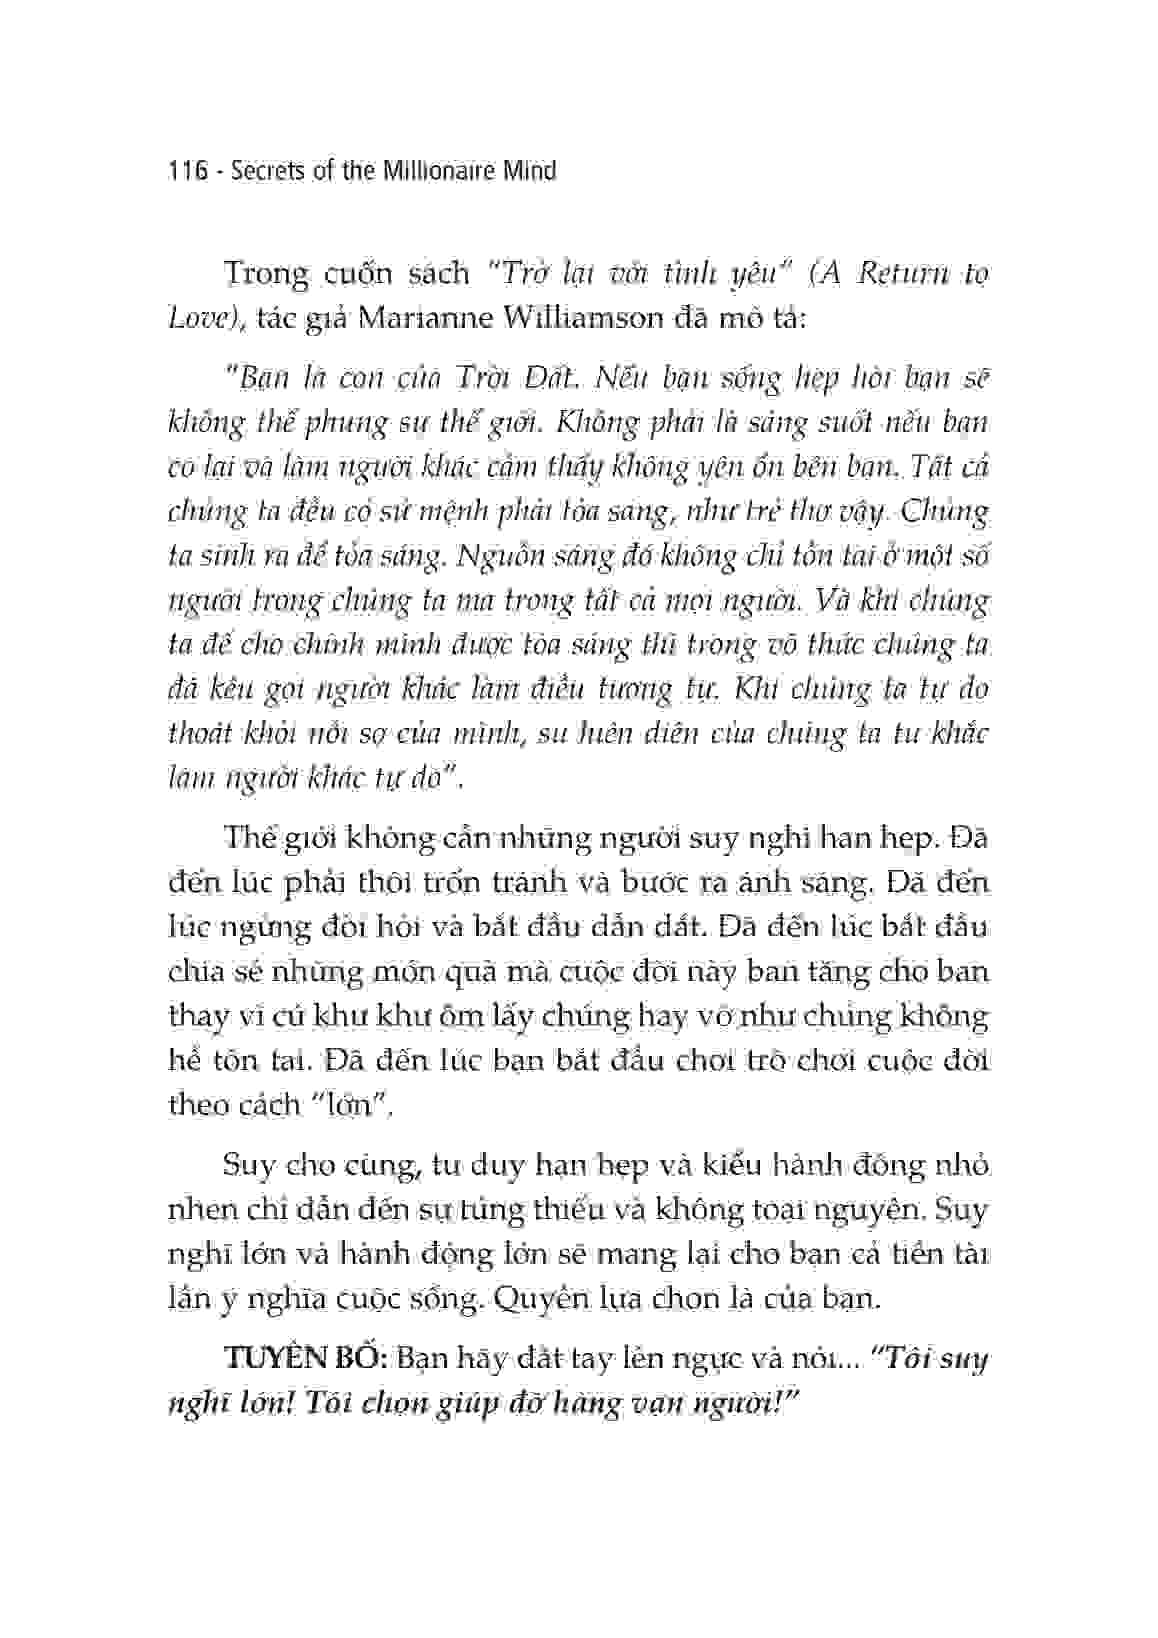 116 - Secrets of the Millionaire Mind
Trong cuốn sách “Trở lại với tình yêu” (A Return to
Love), tác giả Marianne Williamson đã mô tả:
“Bạn là con của Trời Đất. Nếu bạn sống hẹp hòi bạn sẽ
không thể phụng sự thế giới. Không phải là sáng suốt nếu bạn
co lại và làm người khác cảm thấy không yên ổn bên bạn. Tất cả
chúng ta đều có sứ mệnh phải tỏa sáng, như trẻ thơ vậy. Chúng
ta sinh ra để tỏa sáng. Nguồn sáng đó không chỉ tồn tại ở một số
người trong chúng ta mà trong tất cả mọi người. Và khi chúng
ta để cho chính mình được tỏa sáng thì trong vô thức chúng ta
đã kêu gọi người khác làm điều tương tự. Khi chúng ta tự do
thoát khỏi nỗi sợ của mình, sự hiện diện của chúng ta tự khắc
làm người khác tự do”.
Thế giới không cần những người suy nghĩ hạn hẹp. Đã
đến lúc phải thôi trốn tránh và bước ra ánh sáng. Đã đến
lúc ngừng đòi hỏi và bắt đầu dẫn dắt. Đã đến lúc bắt đầu
chia sẻ những món quà mà cuộc đời này ban tặng cho bạn
thay vì cứ khư khư ôm lấy chúng hay vờ như chúng không
hề tồn tại. Đã đến lúc bạn bắt đầu chơi trò chơi cuộc đời
theo cách “lớn”.
Suy cho cùng, tư duy hạn hẹp và kiểu hành động nhỏ
nhen chỉ dẫn đến sự túng thiếu và không toại nguyện. Suy
nghĩ lớn và hành động lớn sẽ mang lại cho bạn cả tiền tài
lẫn ý nghĩa cuộc sống. Quyền lựa chọn là của bạn.
TUYÊN BỐ: Bạn hãy đặt tay lên ngực và nói... “Tôi suy
nghĩ lớn! Tôi chọn giúp đỡ hàng vạn người!”